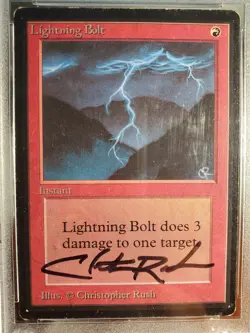 Lightning Bolt
Instant
Lightning Bolt does 3
damage to one target.
Illus. © Christopher Rush